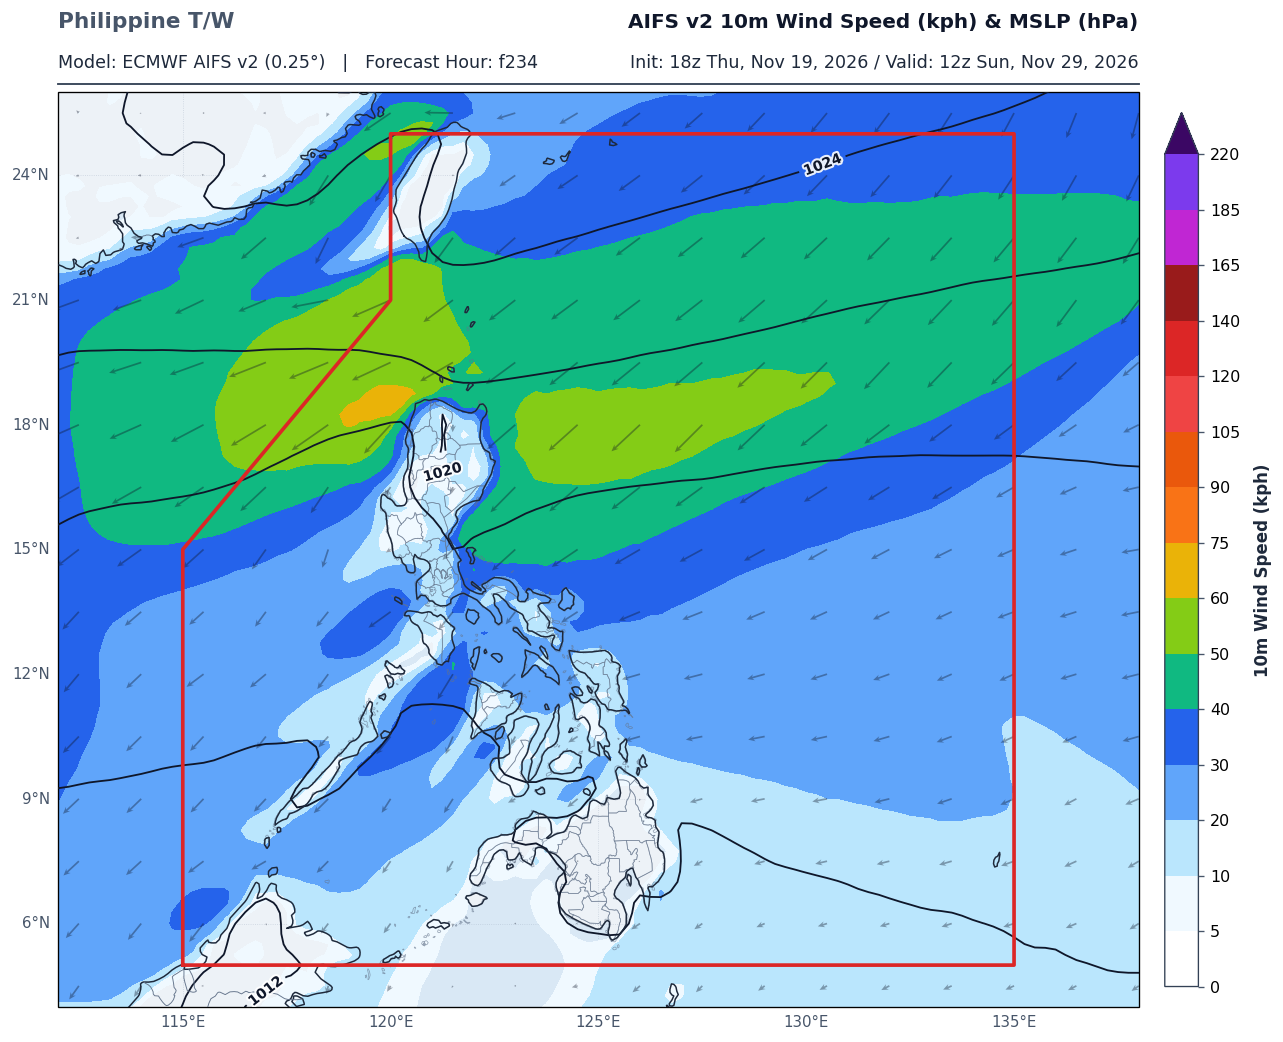 Philippine T/W
AIFS v2 10m Wind Speed (kph) & MSLP (hPa)
Model: ECMWF AIFS v2 (0.25°) | Forecast Hour: f234
Init: 18z Thu, Nov 19, 2026 / Valid: 12z Sun, Nov 29, 2026
24°N
21°N
18°N
15°N
12°N
9°N
6°N
115°E
120°E
125°E
130°E
135°E
1024
1020
1012
220
185
165
140
120
105
90
75
60
50
40
30
20
10
5
0
10m Wind Speed (kph)